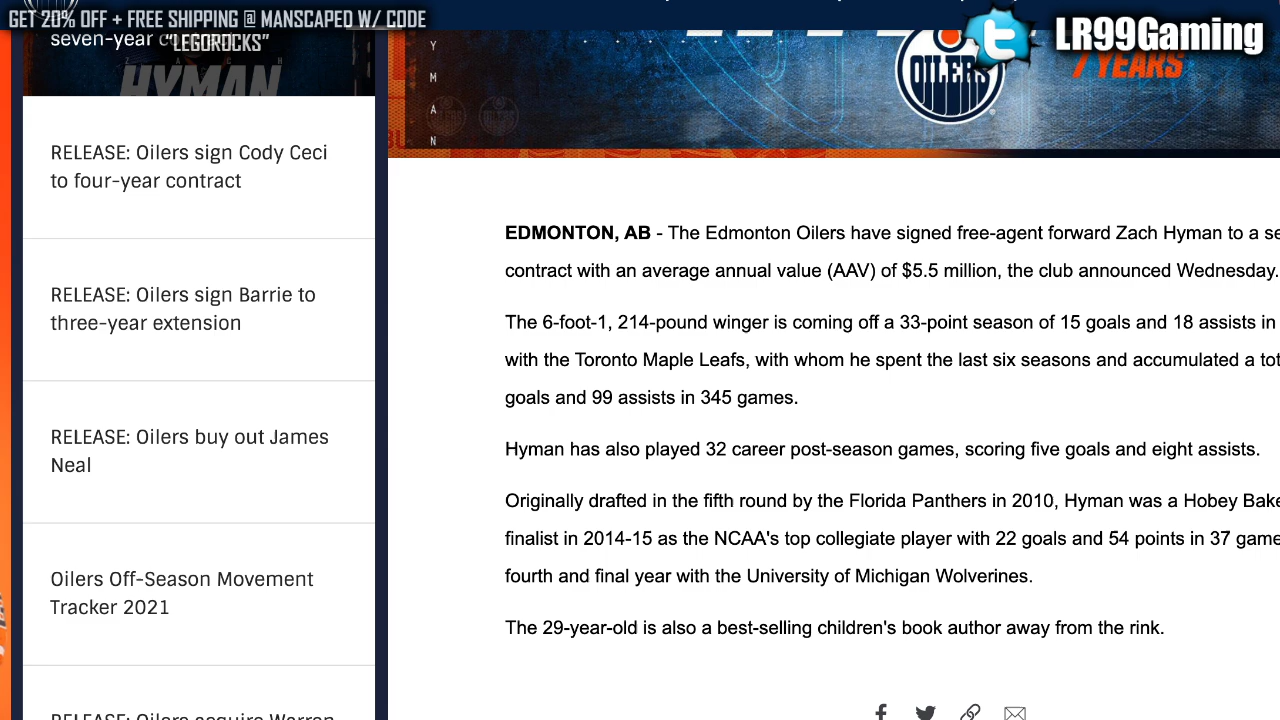 GET 20% OFF + FREE SHIPPING @ MANSCAPED W/ CODE
"LEGOROCKS"
LR99Gaming
seven-year
ZACH
HYMAN
YMAN
OILERS
7 YEARS
RELEASE: Oilers sign Cody Ceci
to four-year contract
RELEASE: Oilers sign Barrie to
three-year extension
RELEASE: Oilers buy out James
Neal
Oilers Off-Season Movement
Tracker 2021
RELEASE: Oilers acquire Warren
EDMONTON, AB - The Edmonton Oilers have signed free-agent forward Zach Hyman to a se
contract with an average annual value (AAV) of $5.5 million, the club announced Wednesday.
The 6-foot-1, 214-pound winger is coming off a 33-point season of 15 goals and 18 assists in
with the Toronto Maple Leafs, with whom he spent the last six seasons and accumulated a tot
goals and 99 assists in 345 games.
Hyman has also played 32 career post-season games, scoring five goals and eight assists.
Originally drafted in the fifth round by the Florida Panthers in 2010, Hyman was a Hobey Bake
finalist in 2014-15 as the NCAA's top collegiate player with 22 goals and 54 points in 37 game
fourth and final year with the University of Michigan Wolverines.
The 29-year-old is also a best-selling children's book author away from the rink.